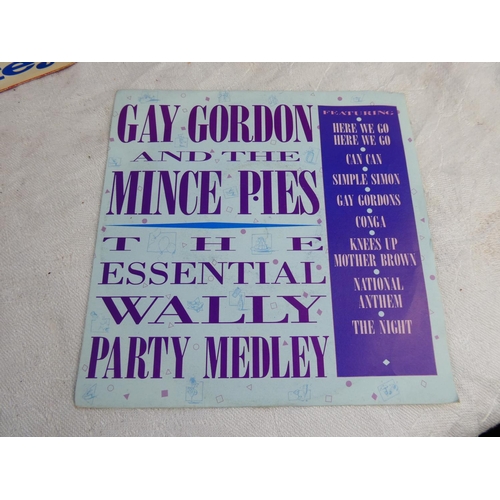 GAY GORDON
AND THE
MINCE PIES
THE
ESSENTIAL
WALLY
PARTY MEDLEY
FEATURING
HERE WE GO
HERE WE GO
CAN CAN
SIMPLE SIMON
GAY GORDONS
CONGA
KNEES UP
MOTHER BROWN
NATIONAL
ANTHEM
THE NIGHT